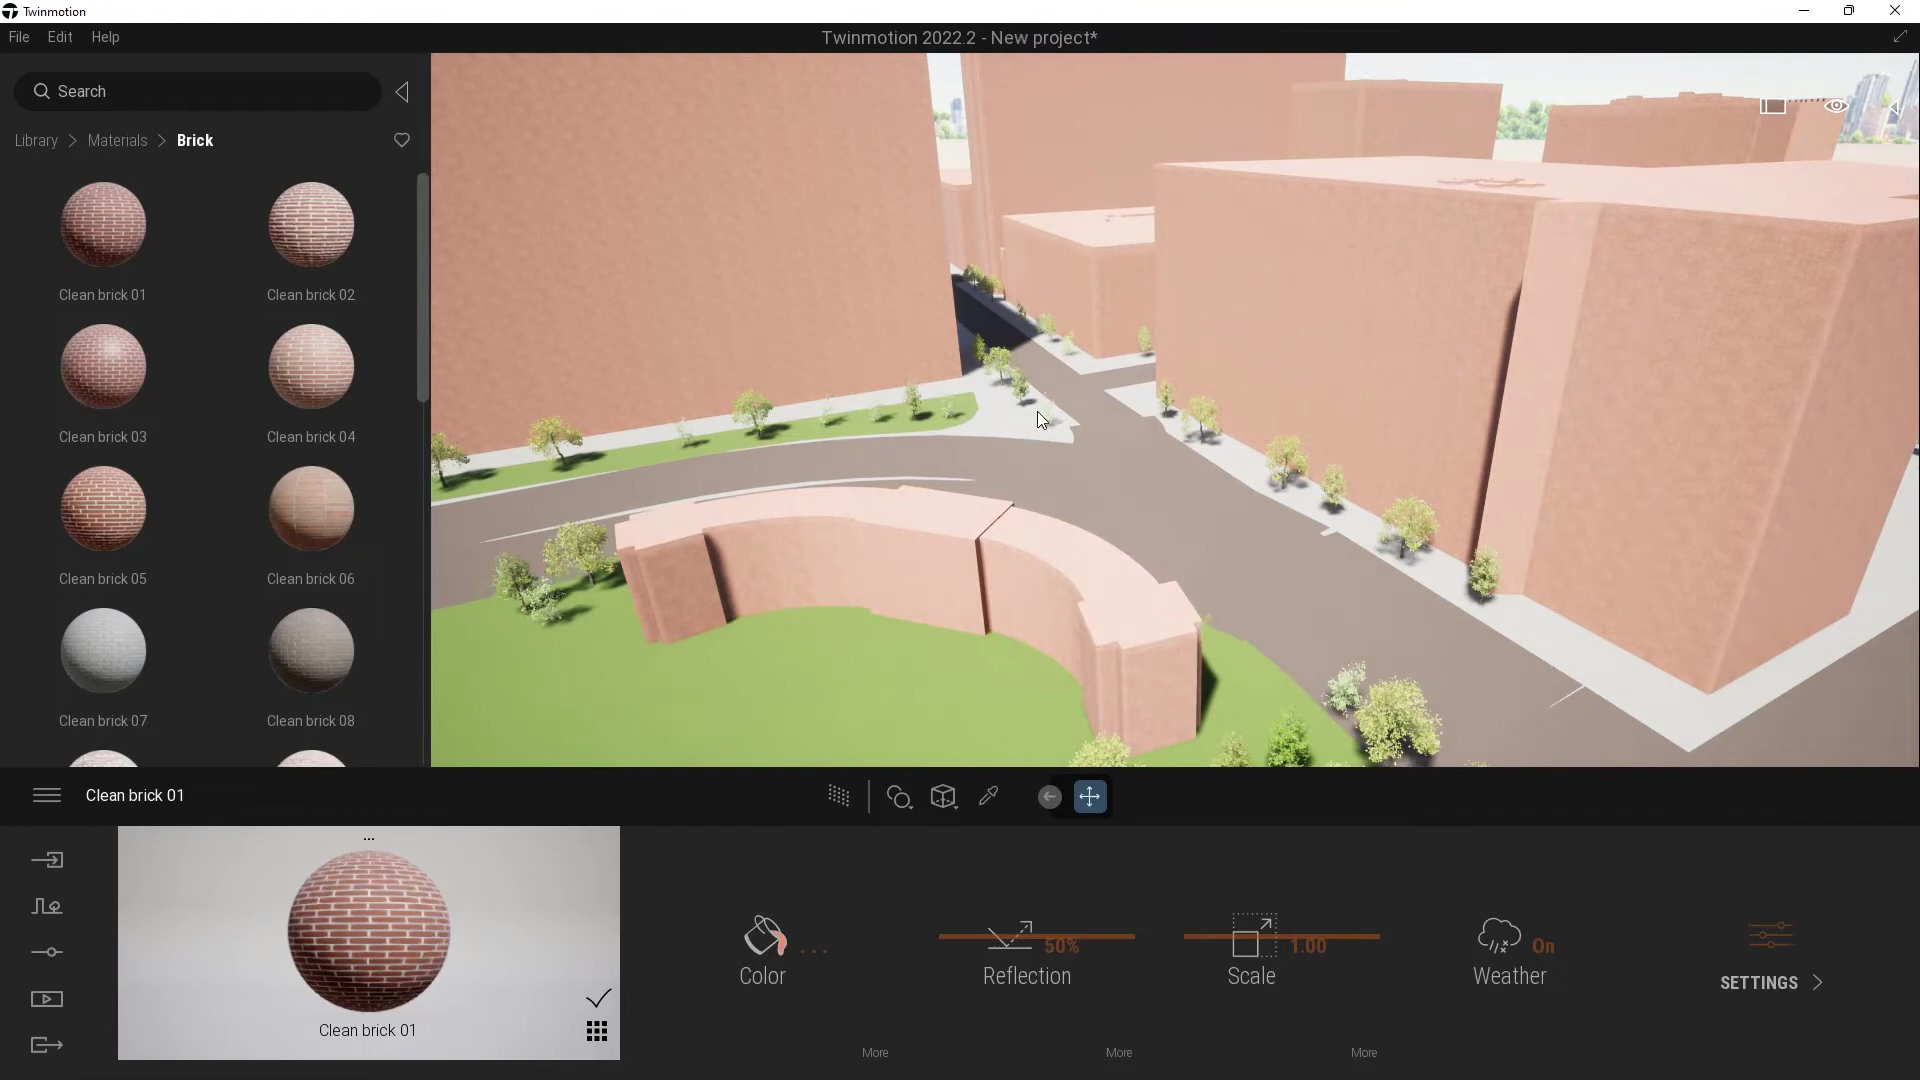 Twinmotion
File Edit Help
Twinmotion 2022.2 - New project*
Search
Library Materials Brick
Clean brick 01
Clean brick 02
Clean brick 03
Clean brick 04
Clean brick 05
Clean brick 06
Clean brick 07
Clean brick 08
Clean brick 01
...
Clean brick 01
...
Color
50%
Reflection
1.00
Scale
On
Weather
SETTINGS
More
More
More